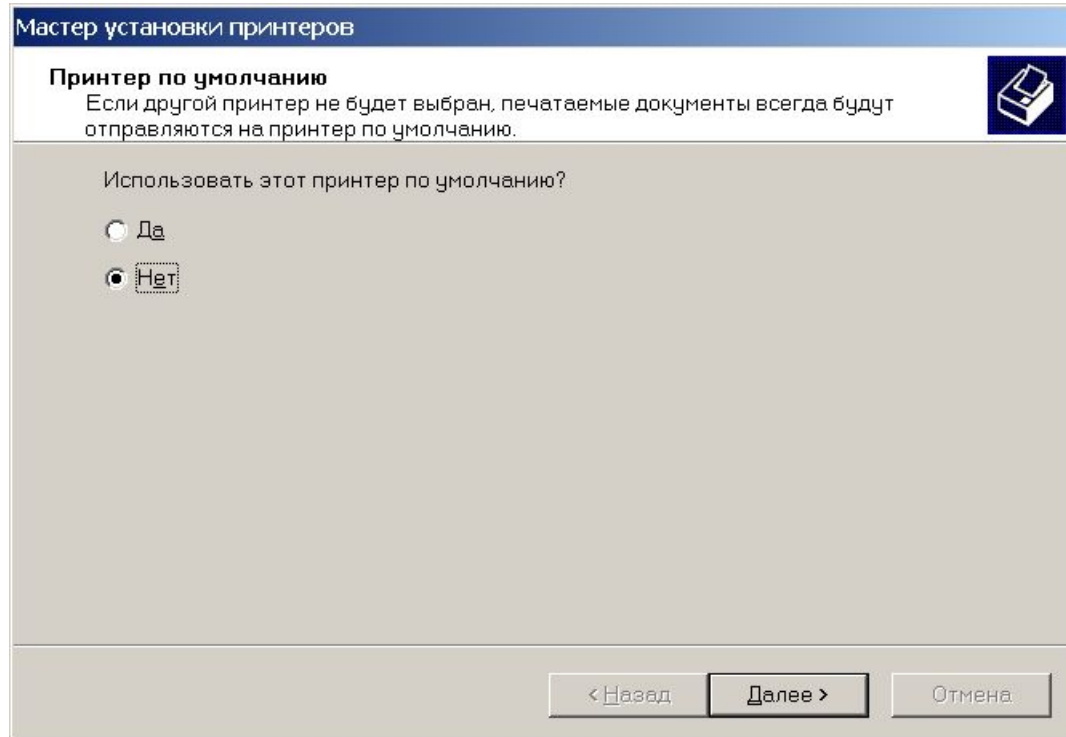 Мастер установки принтеров
Принтер по умолчанию
Если другой принтер не будет выбран, печатаемые документы всегда будут
отправляются на принтер по умолчанию.
Использовать этот принтер по умолчанию?
Да
Нет
< Назад Далее > Отмена